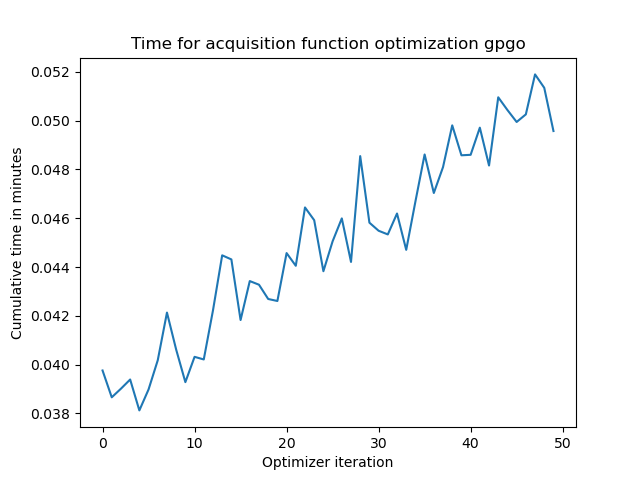 Time for acquisition function optimization gpgo
Cumulative time in minutes
0.052
0.050
0.048
0.046
0.044
0.042
0.040
0.038
0 10 20 30 40 50
Optimizer iteration